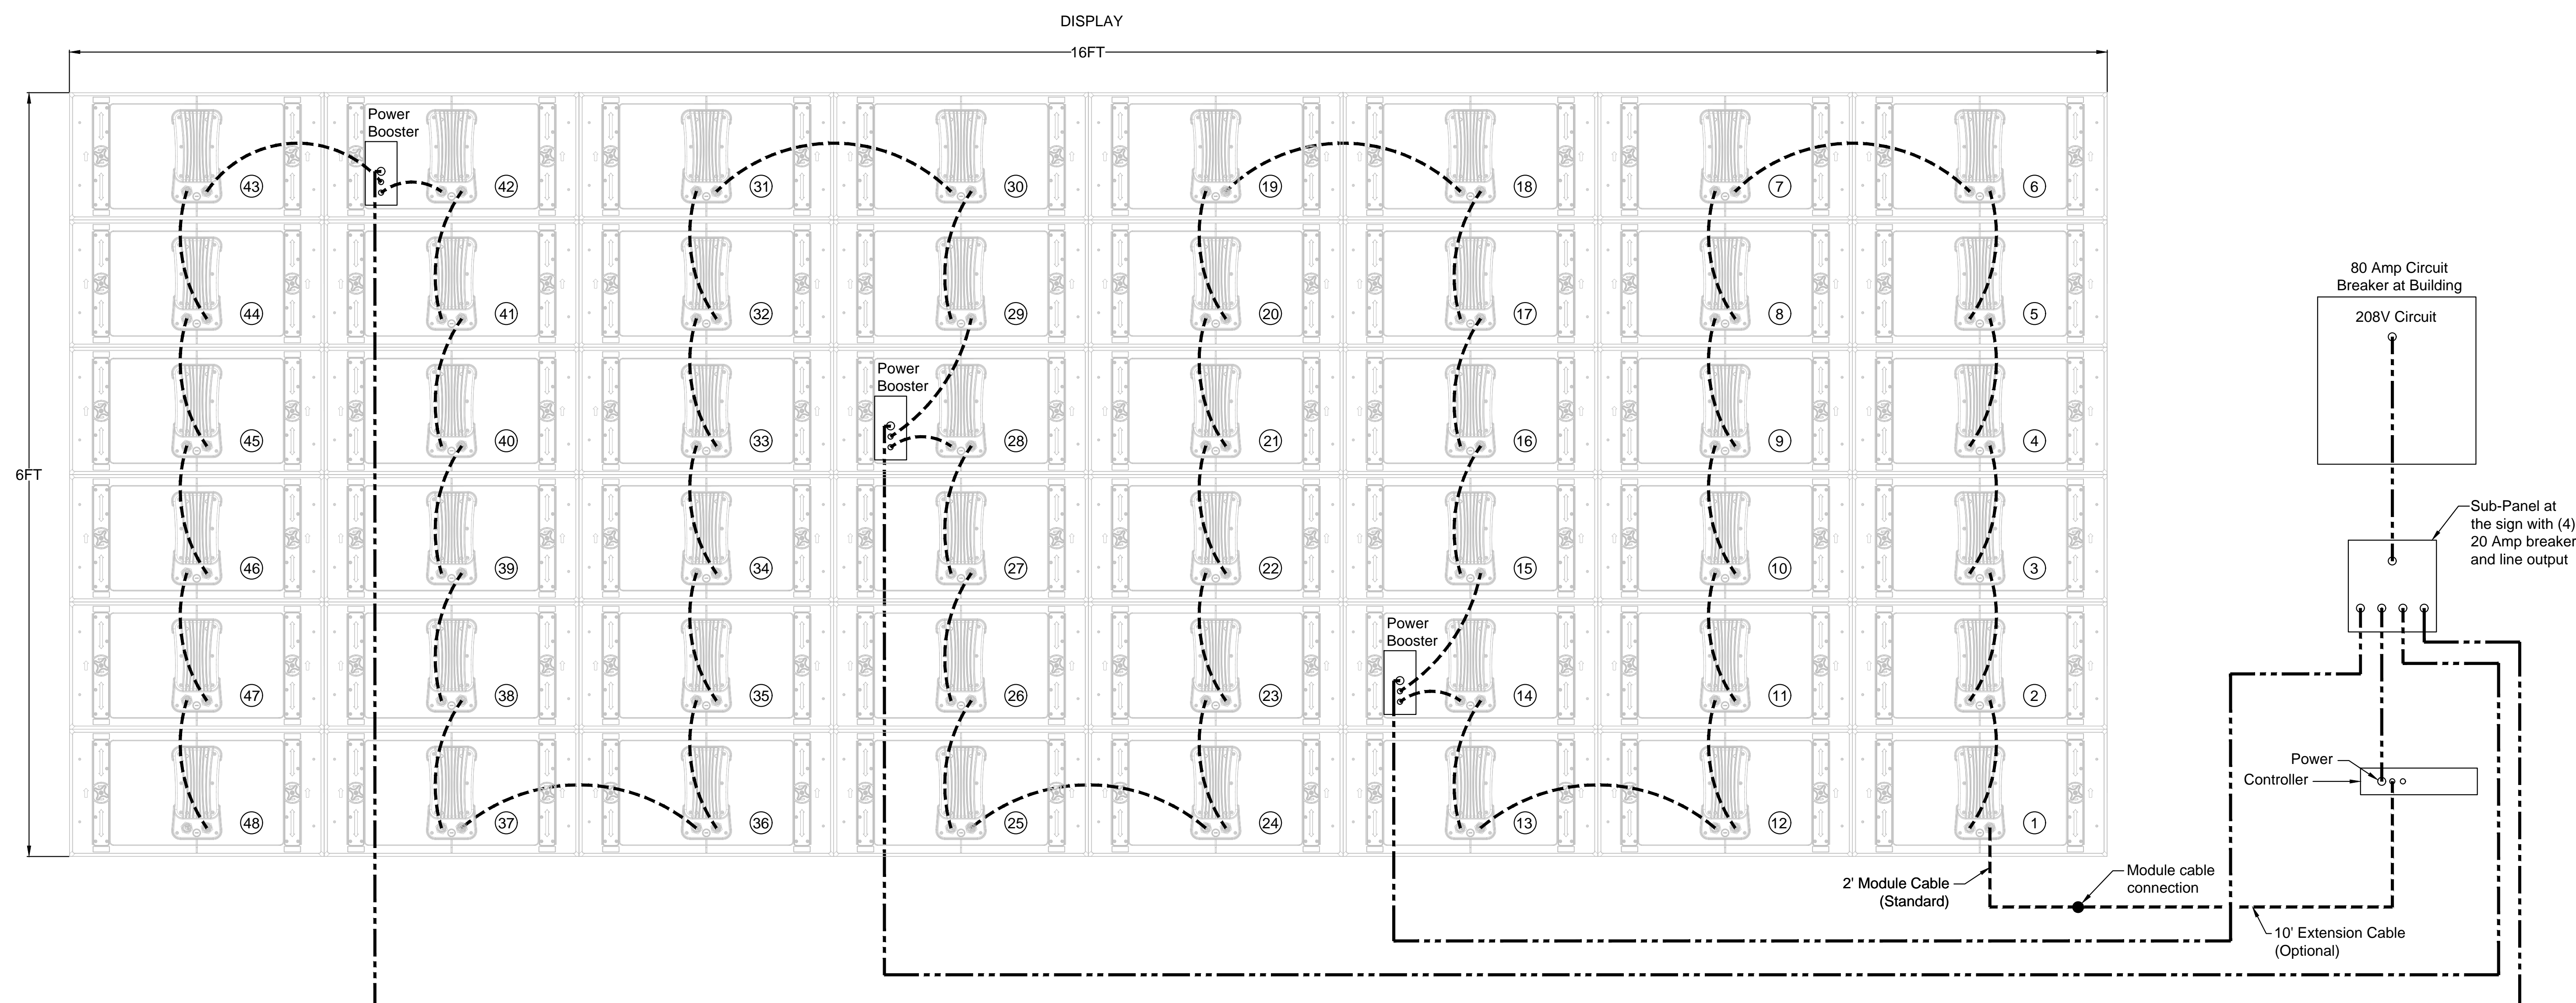 DISPLAY
16FT
6FT
Power
Booster
43
42
31
30
19
18
7
6
44
41
32
29
20
17
8
5
Power
Booster
45
40
33
28
21
16
9
4
46
39
34
27
22
15
10
3
Power
Booster
47
38
35
26
23
14
11
2
48
37
36
25
24
13
12
1
80 Amp Circuit
Breaker at Building
208V Circuit
Sub-Panel at
the sign with (4)
20 Amp breaker
and line output
Power
Controller
Module cable
connection
2' Module Cable
(Standard)
10' Extension Cable
(Optional)